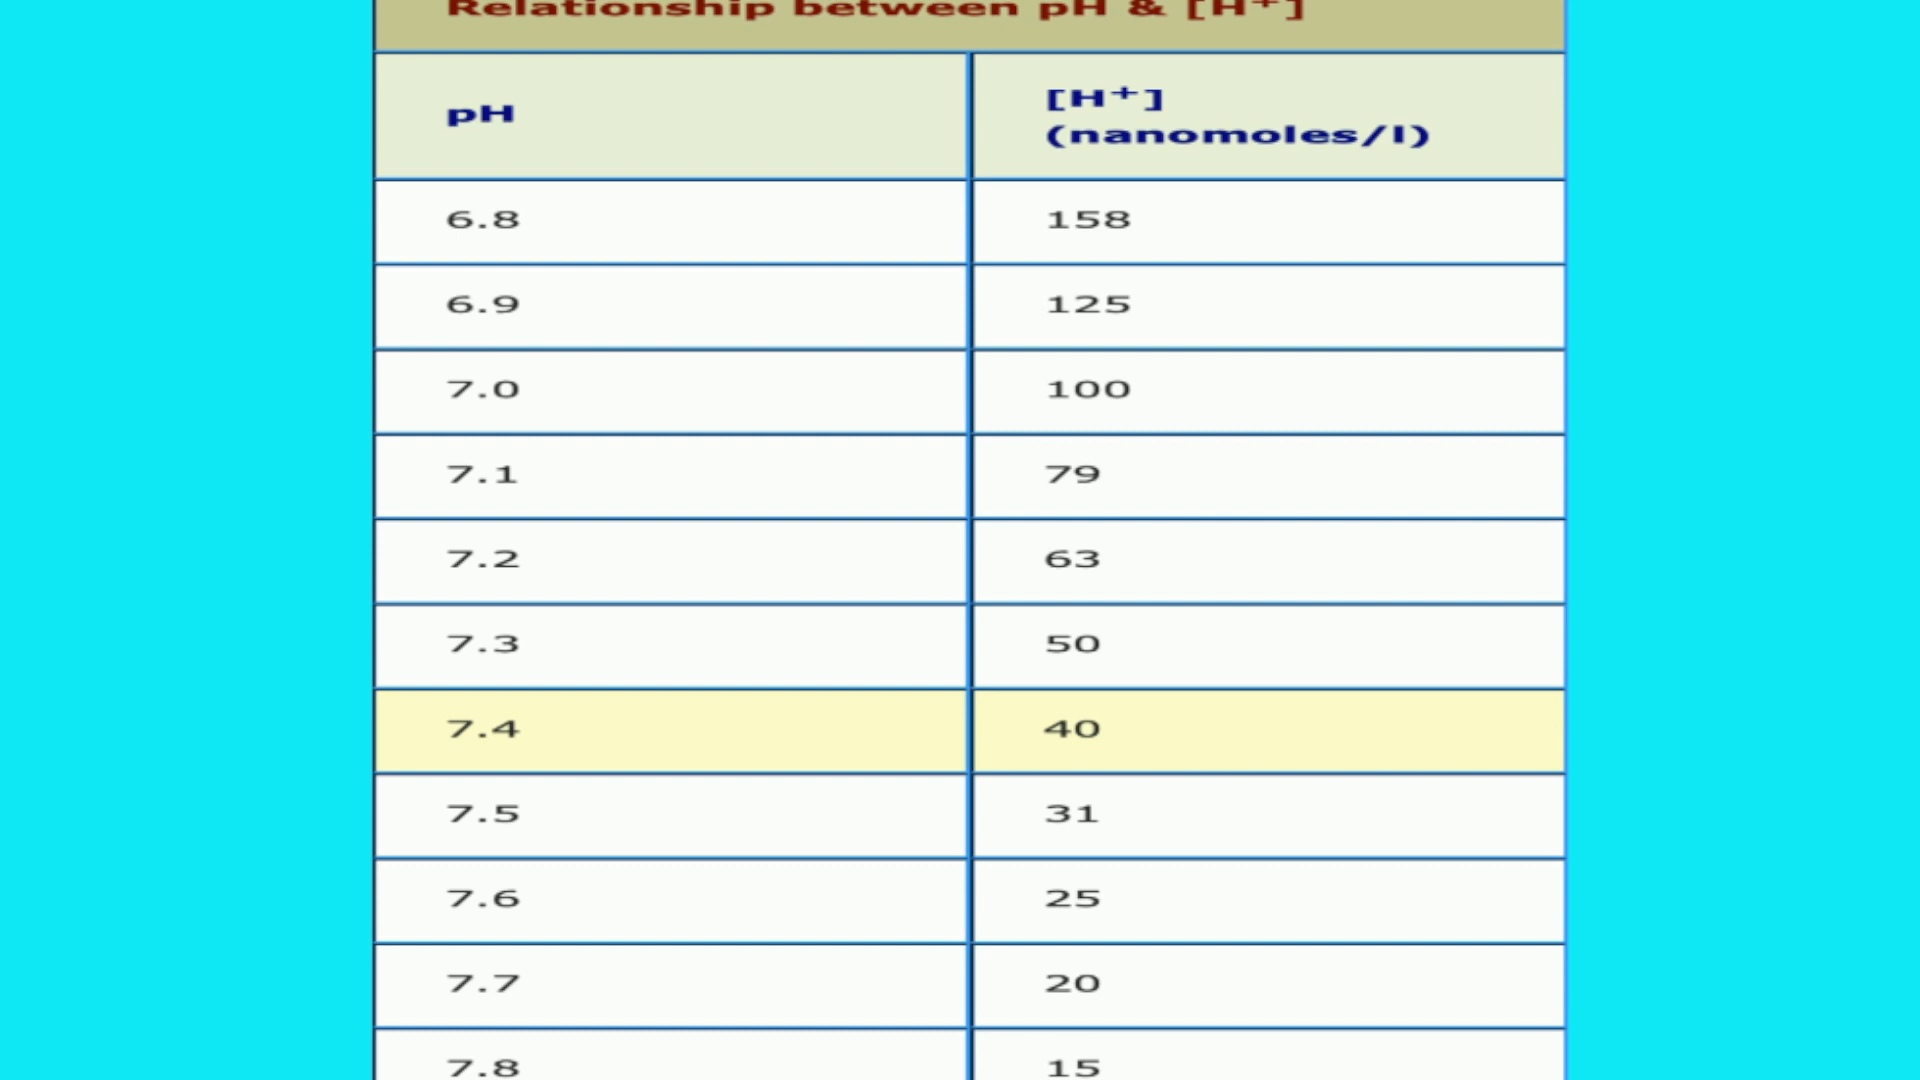 Relationship between pH & [H⁺]
pH
[H⁺]
(nanomoles/l)
6.8 158
6.9 125
7.0 100
7.1 79
7.2 63
7.3 50
7.4 40
7.5 31
7.6 25
7.7 20
7.8 15